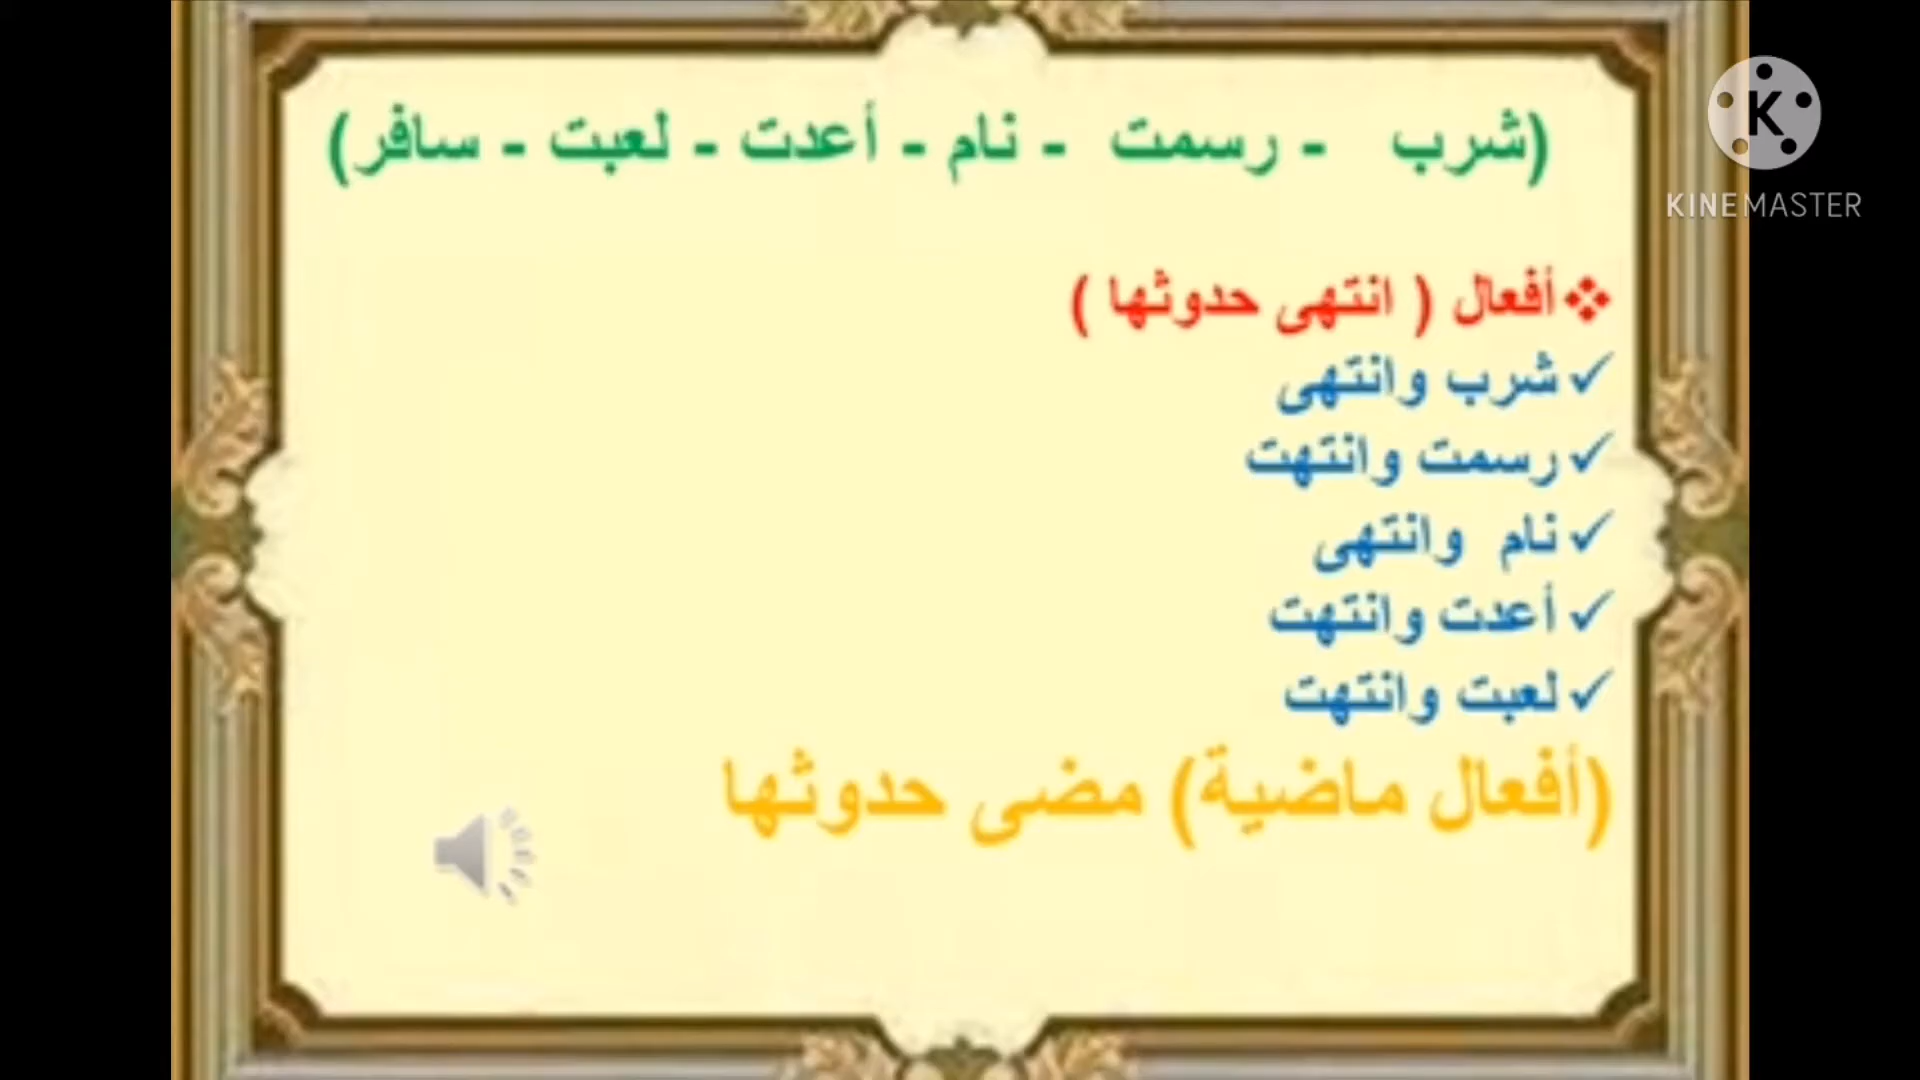 (شرب - رسمت - نام - أعدت - لعبت - سافر)
أفعال ( انتهى حدوثها )
شرب وانتهى
رسمت وانتهت
نام وانتهى
أعدت وانتهت
لعبت وانتهت
(أفعال ماضية) مضى حدوثها
K
KINEMASTER